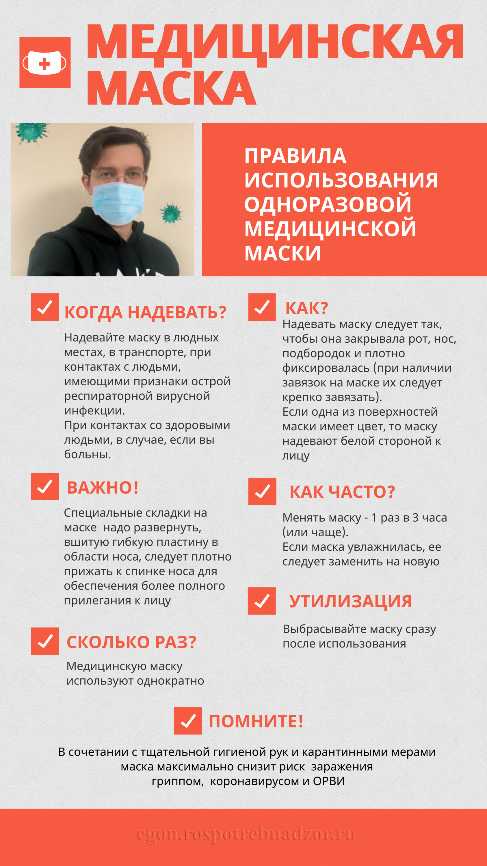 МЕДИЦИНСКАЯ
МАСКА
ПРАВИЛА
ИСПОЛЬЗОВАНИЯ
ОДНОРАЗОВОЙ
МЕДИЦИНСКОЙ
МАСКИ
КОГДА НАДЕВАТЬ?
Надевайте маску в людных
местах, в транспорте, при
контактах с людьми,
имеющими признаки острой
респираторной вирусной
инфекции.
При контактах со здоровыми
людьми, в случае, если вы
больны.
ВАЖНО!
Специальные складки на
маске надо развернуть,
вшитую гибкую пластину в
области носа, следует плотно
прижать к спинке носа для
обеспечения более полного
прилегания к лицу
СКОЛЬКО РАЗ?
Медицинскую маску
используют однократно
КАК?
Надевать маску следует так,
чтобы она закрывала рот, нос,
подбородок и плотно
фиксировалась (при наличии
завязок на маске их следует
крепко завязать).
Если одна из поверхностей
маски имеет цвет, то маску
надевают белой стороной к
лицу
КАК ЧАСТО?
Менять маску - 1 раз в 3 часа
(или чаще).
Если маска увлажнилась, ее
следует заменить на новую
УТИЛИЗАЦИЯ
Выбрасывайте маску сразу
после использования
ПОМНИТЕ!
В сочетании с тщательной гигиеной рук и карантинными мерами
маска максимально снизит риск заражения
гриппом, коронавирусом и ОРВИ
cgon.rospotrebnadzor.ru